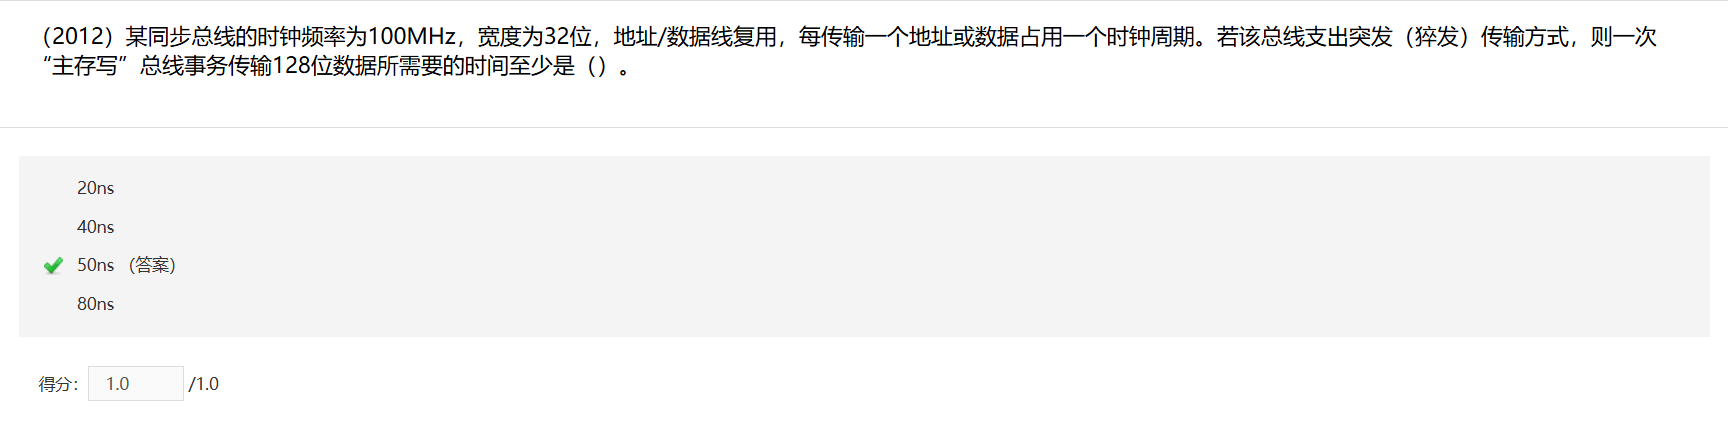 （2012）某同步总线的时钟频率为100MHz，宽度为32位，地址/数据线复用，每传输一个地址或数据占用一个时钟周期。若该总线支出突发（猝发）传输方式，则一次
“主存写”总线事务传输128位数据所需要的时间至少是（）。
20ns
40ns
50ns （答案）
80ns
得分： 1.0 /1.0